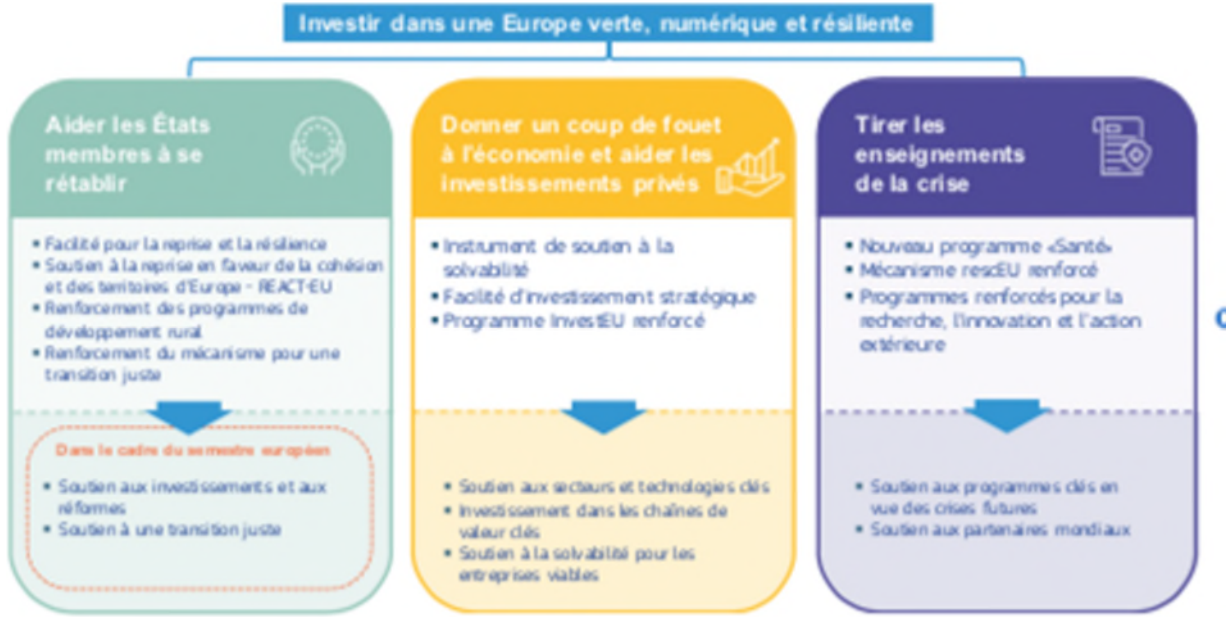 Investir dans une Europe verte, numérique et résiliente
Aider les États
membres à se
rétablir
▪ Facilité pour la reprise et la résilience
▪ Soutien à la reprise en faveur de la cohésion
et des territoires d'Europe - REACT-EU
▪ Renforcement des programmes de
développement rural
▪ Renforcement du mécanisme pour une
transition juste
Dans le cadre du semestre européen
▪ Soutien aux investissements et aux
réformes
▪ Soutien à une transition juste
Donner un coup de fouet
à l'économie et aider les
investissements privés
▪ Instrument de soutien à la
solvabilité
▪ Facilité d'investissement stratégique
▪ Programme InvestEU renforcé
▪ Soutien aux secteurs et technologies clés
▪ Investissement dans les chaînes de
valeur clés
▪ Soutien à la solvabilité pour les
entreprises viables
Tirer les
enseignements
de la crise
▪ Nouveau programme «Santé»
▪ Mécanisme rescEU renforcé
▪ Programmes renforcés pour la
recherche, l'innovation et l'action
extérieure
▪ Soutien aux programmes clés en
vue des crises futures
▪ Soutien aux partenaires mondiaux